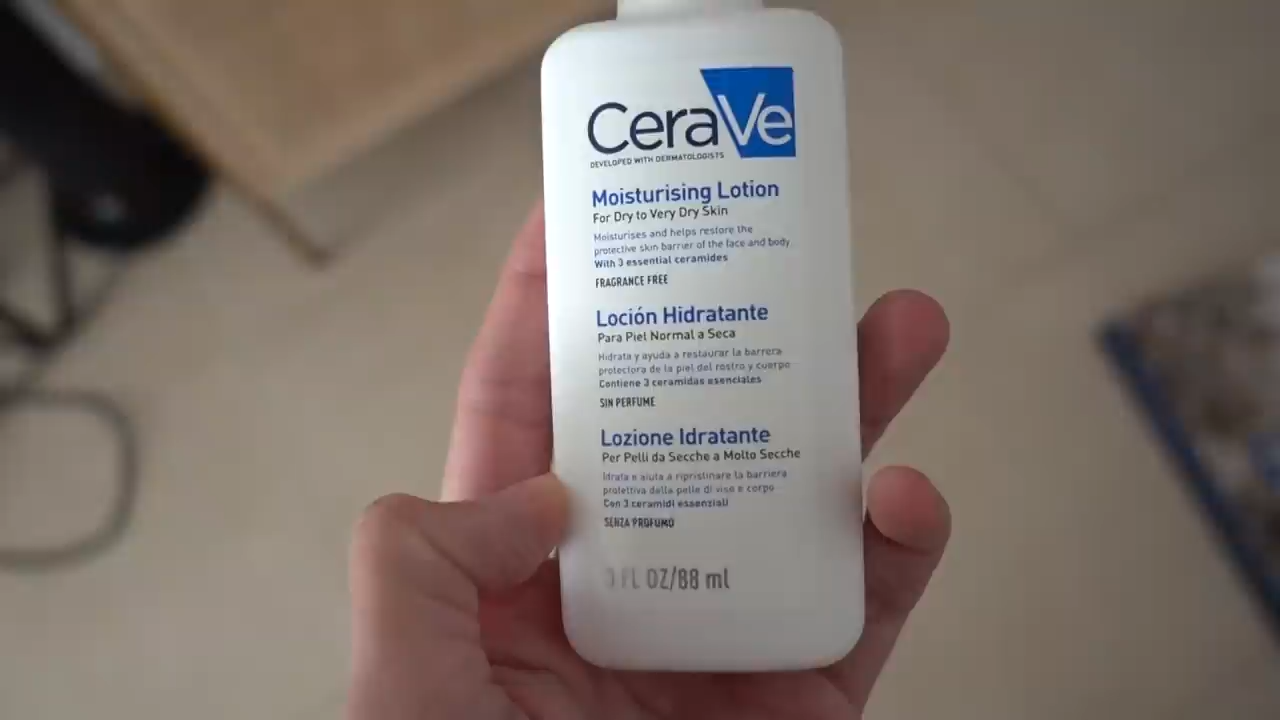 CeraVe
DEVELOPED WITH DERMATOLOGISTS
Moisturising Lotion
For Dry to Very Dry Skin
Moisturises and helps restore the
protective skin barrier of the face and body
With 3 essential ceramides
FRAGRANCE FREE
Loción Hidratante
Para Piel Normal a Seca
Hidrata y ayuda a restaurar la barrera
protectora de la piel del rostro y cuerpo
Contiene 3 ceramidas esenciales
SIN PERFUME
Lozione Idratante
Per Pelli da Secche a Molto Secche
Idrata e aiuta a ripristinare la barriera
protettiva della pelle di viso e corpo
Con 3 ceramidi essenziali
SENZA PROFUMO
3 FL OZ/88 ml